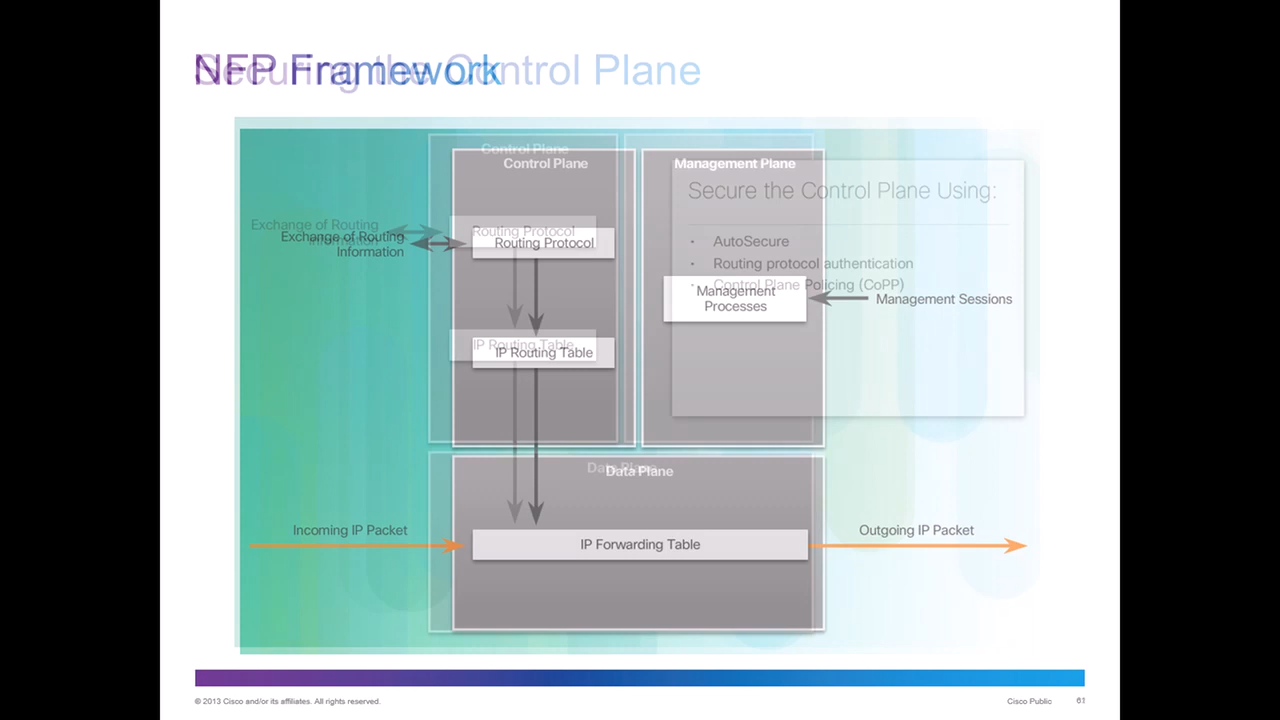 NFP Framework
Securing the Control Plane
Control Plane
Control Plane
Management Plane
Secure the Control Plane Using:
Exchange of Routing
Information
Exchange of Routing
Information
Routing Protocol
Routing Protocol
• AutoSecure
• Routing protocol authentication
• Control Plane Policing (CoPP)
Management
Processes
Management Sessions
IP Routing Table
IP Routing Table
Data Plane
Data Plane
Incoming IP Packet
IP Forwarding Table
Outgoing IP Packet
© 2013 Cisco and/or its affiliates. All rights reserved.
Cisco Public
61